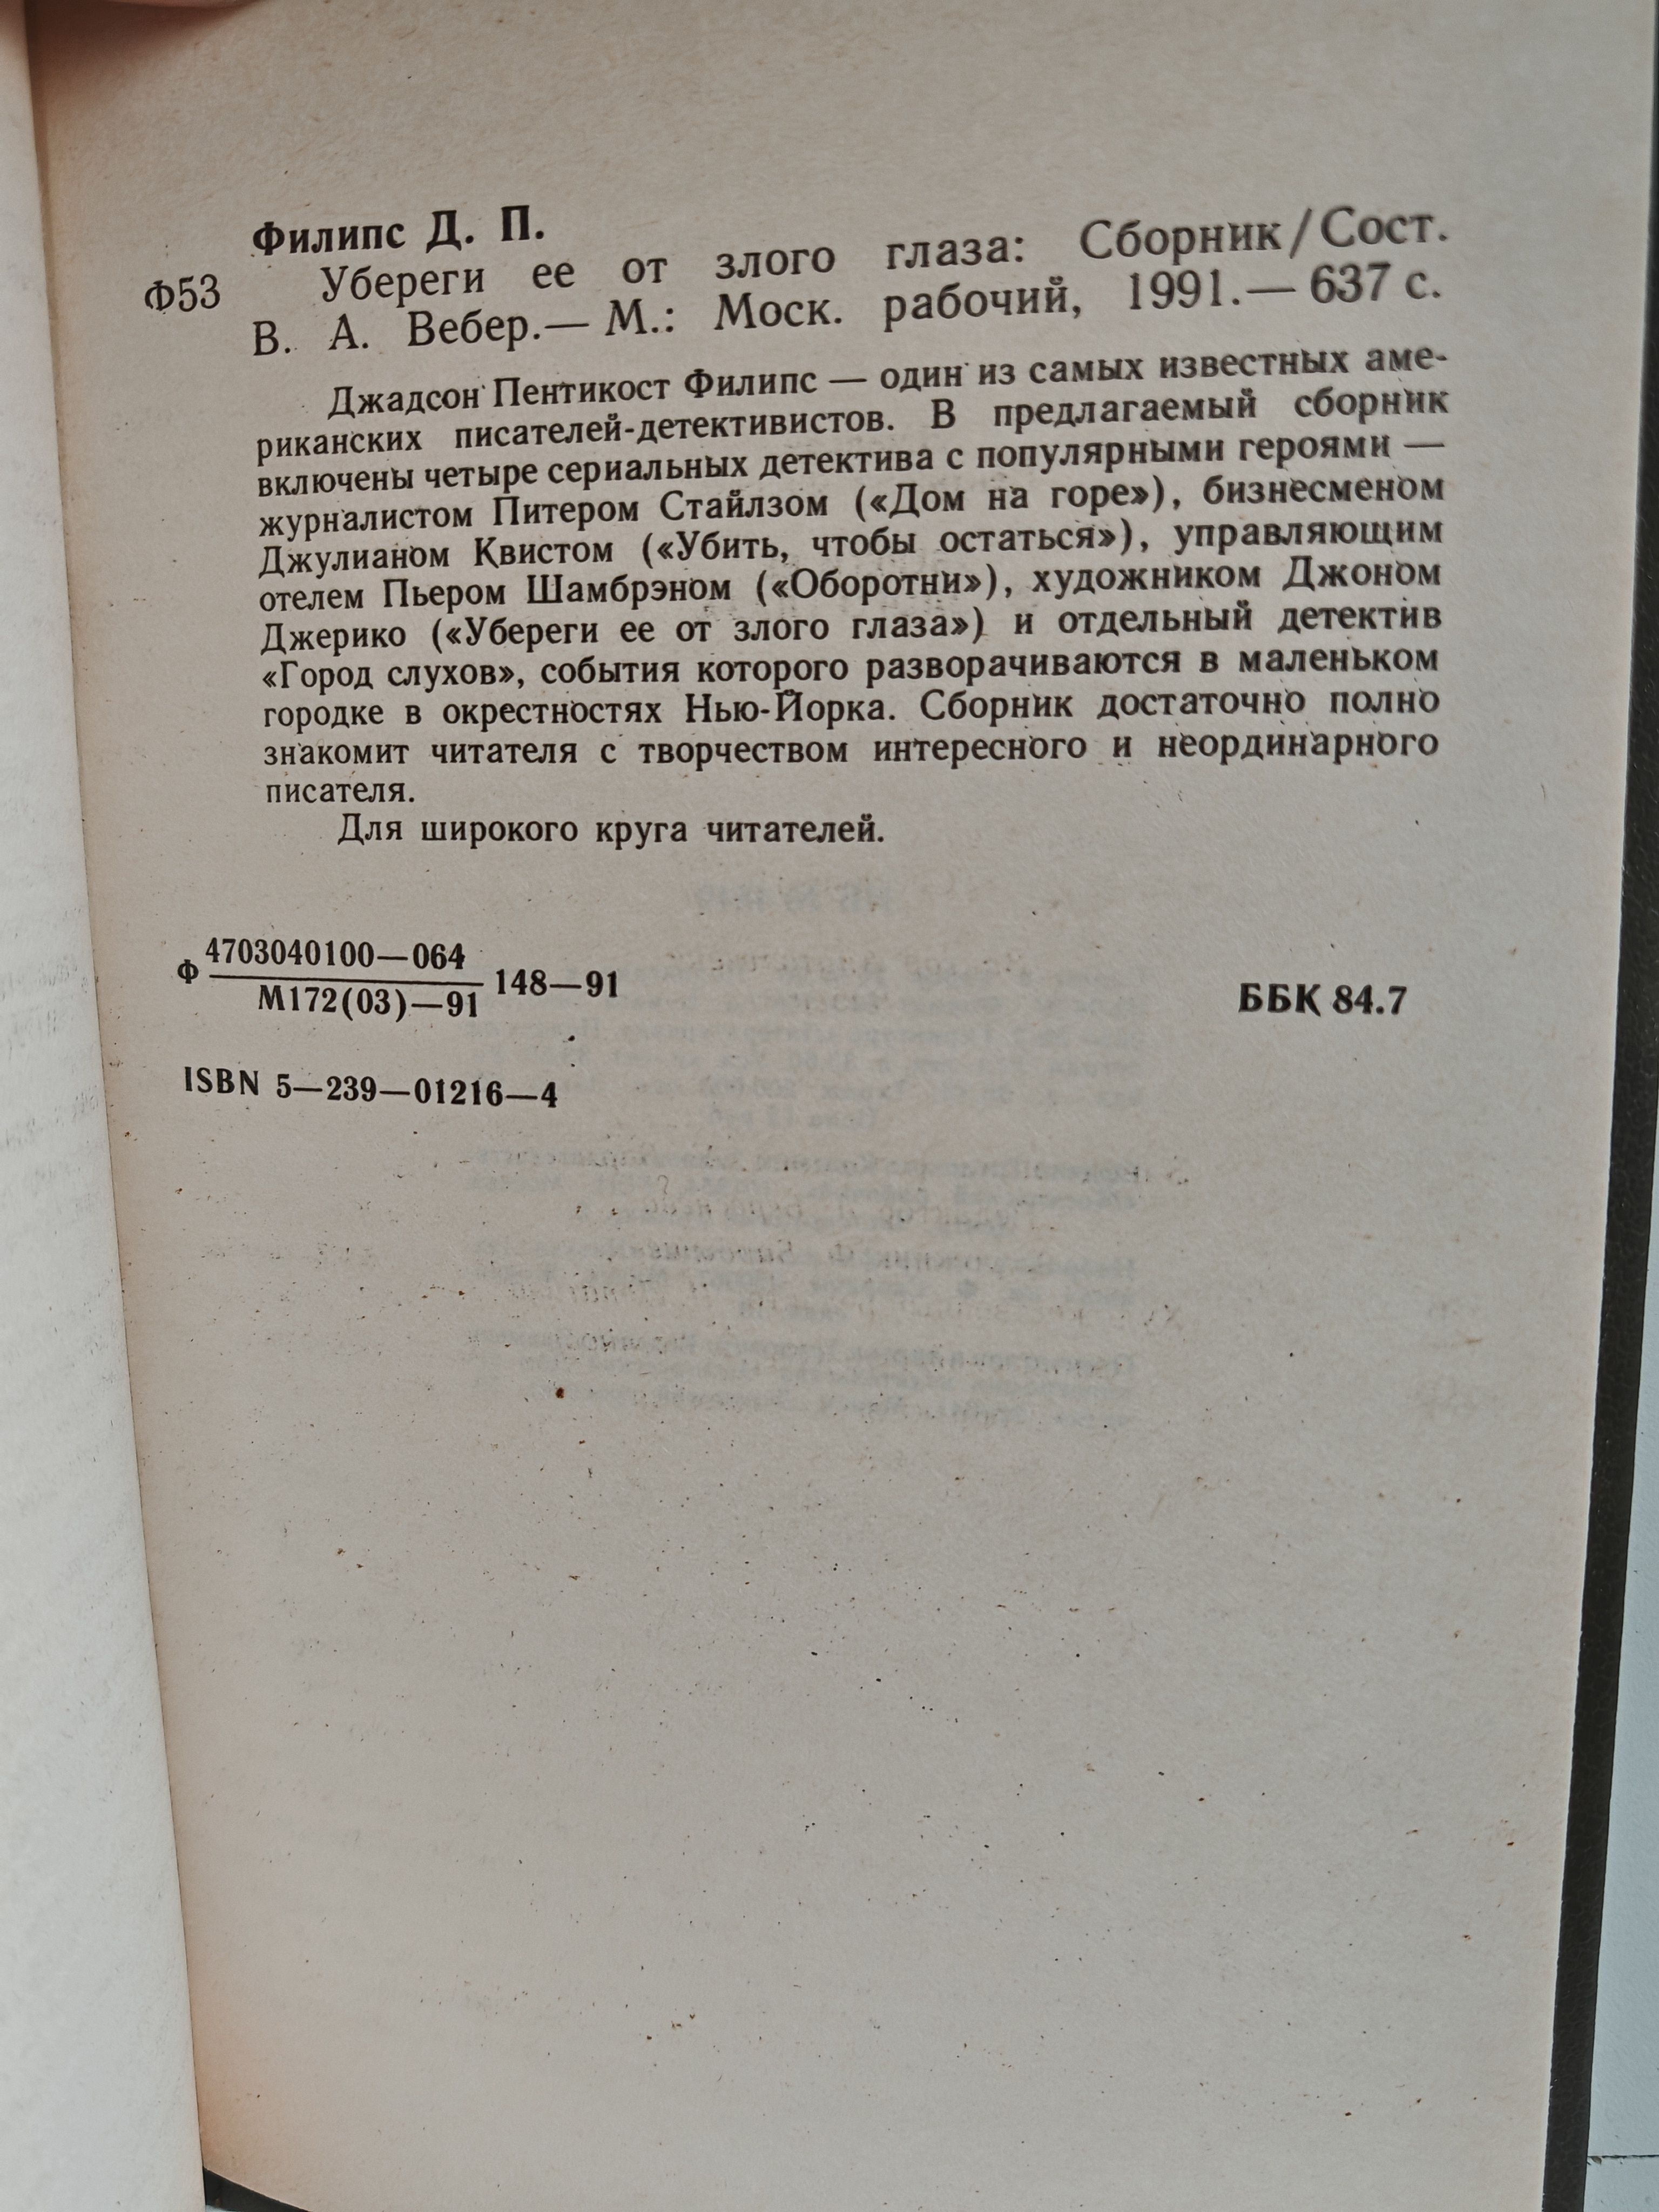 Филипс Д. П.
Ф53 Убереги ее от злого глаза: Сборник/Сост.
В. А. Вебер.— М.: Моск. рабочий, 1991.— 637 с.
Джадсон Пентикост Филипс — один из самых известных аме-
риканских писателей-детективистов. В предлагаемый сборник
включены четыре сериальных детектива с популярными героями —
журналистом Питером Стайлзом («Дом на горе»), бизнесменом
Джулианом Квистом («Убить, чтобы остаться»), управляющим
отелем Пьером Шамбрэном («Оборотни»), художником Джоном
Джерико («Убереги ее от злого глаза») и отдельный детектив
«Город слухов», события которого разворачиваются в маленьком
городке в окрестностях Нью-Йорка. Сборник достаточно полно
знакомит читателя с творчеством интересного и неординарного
писателя.
Для широкого круга читателей.
Ф 4703040100—064
М172(03)—91 148—91
ББК 84.7
ISBN 5—239—01216—4